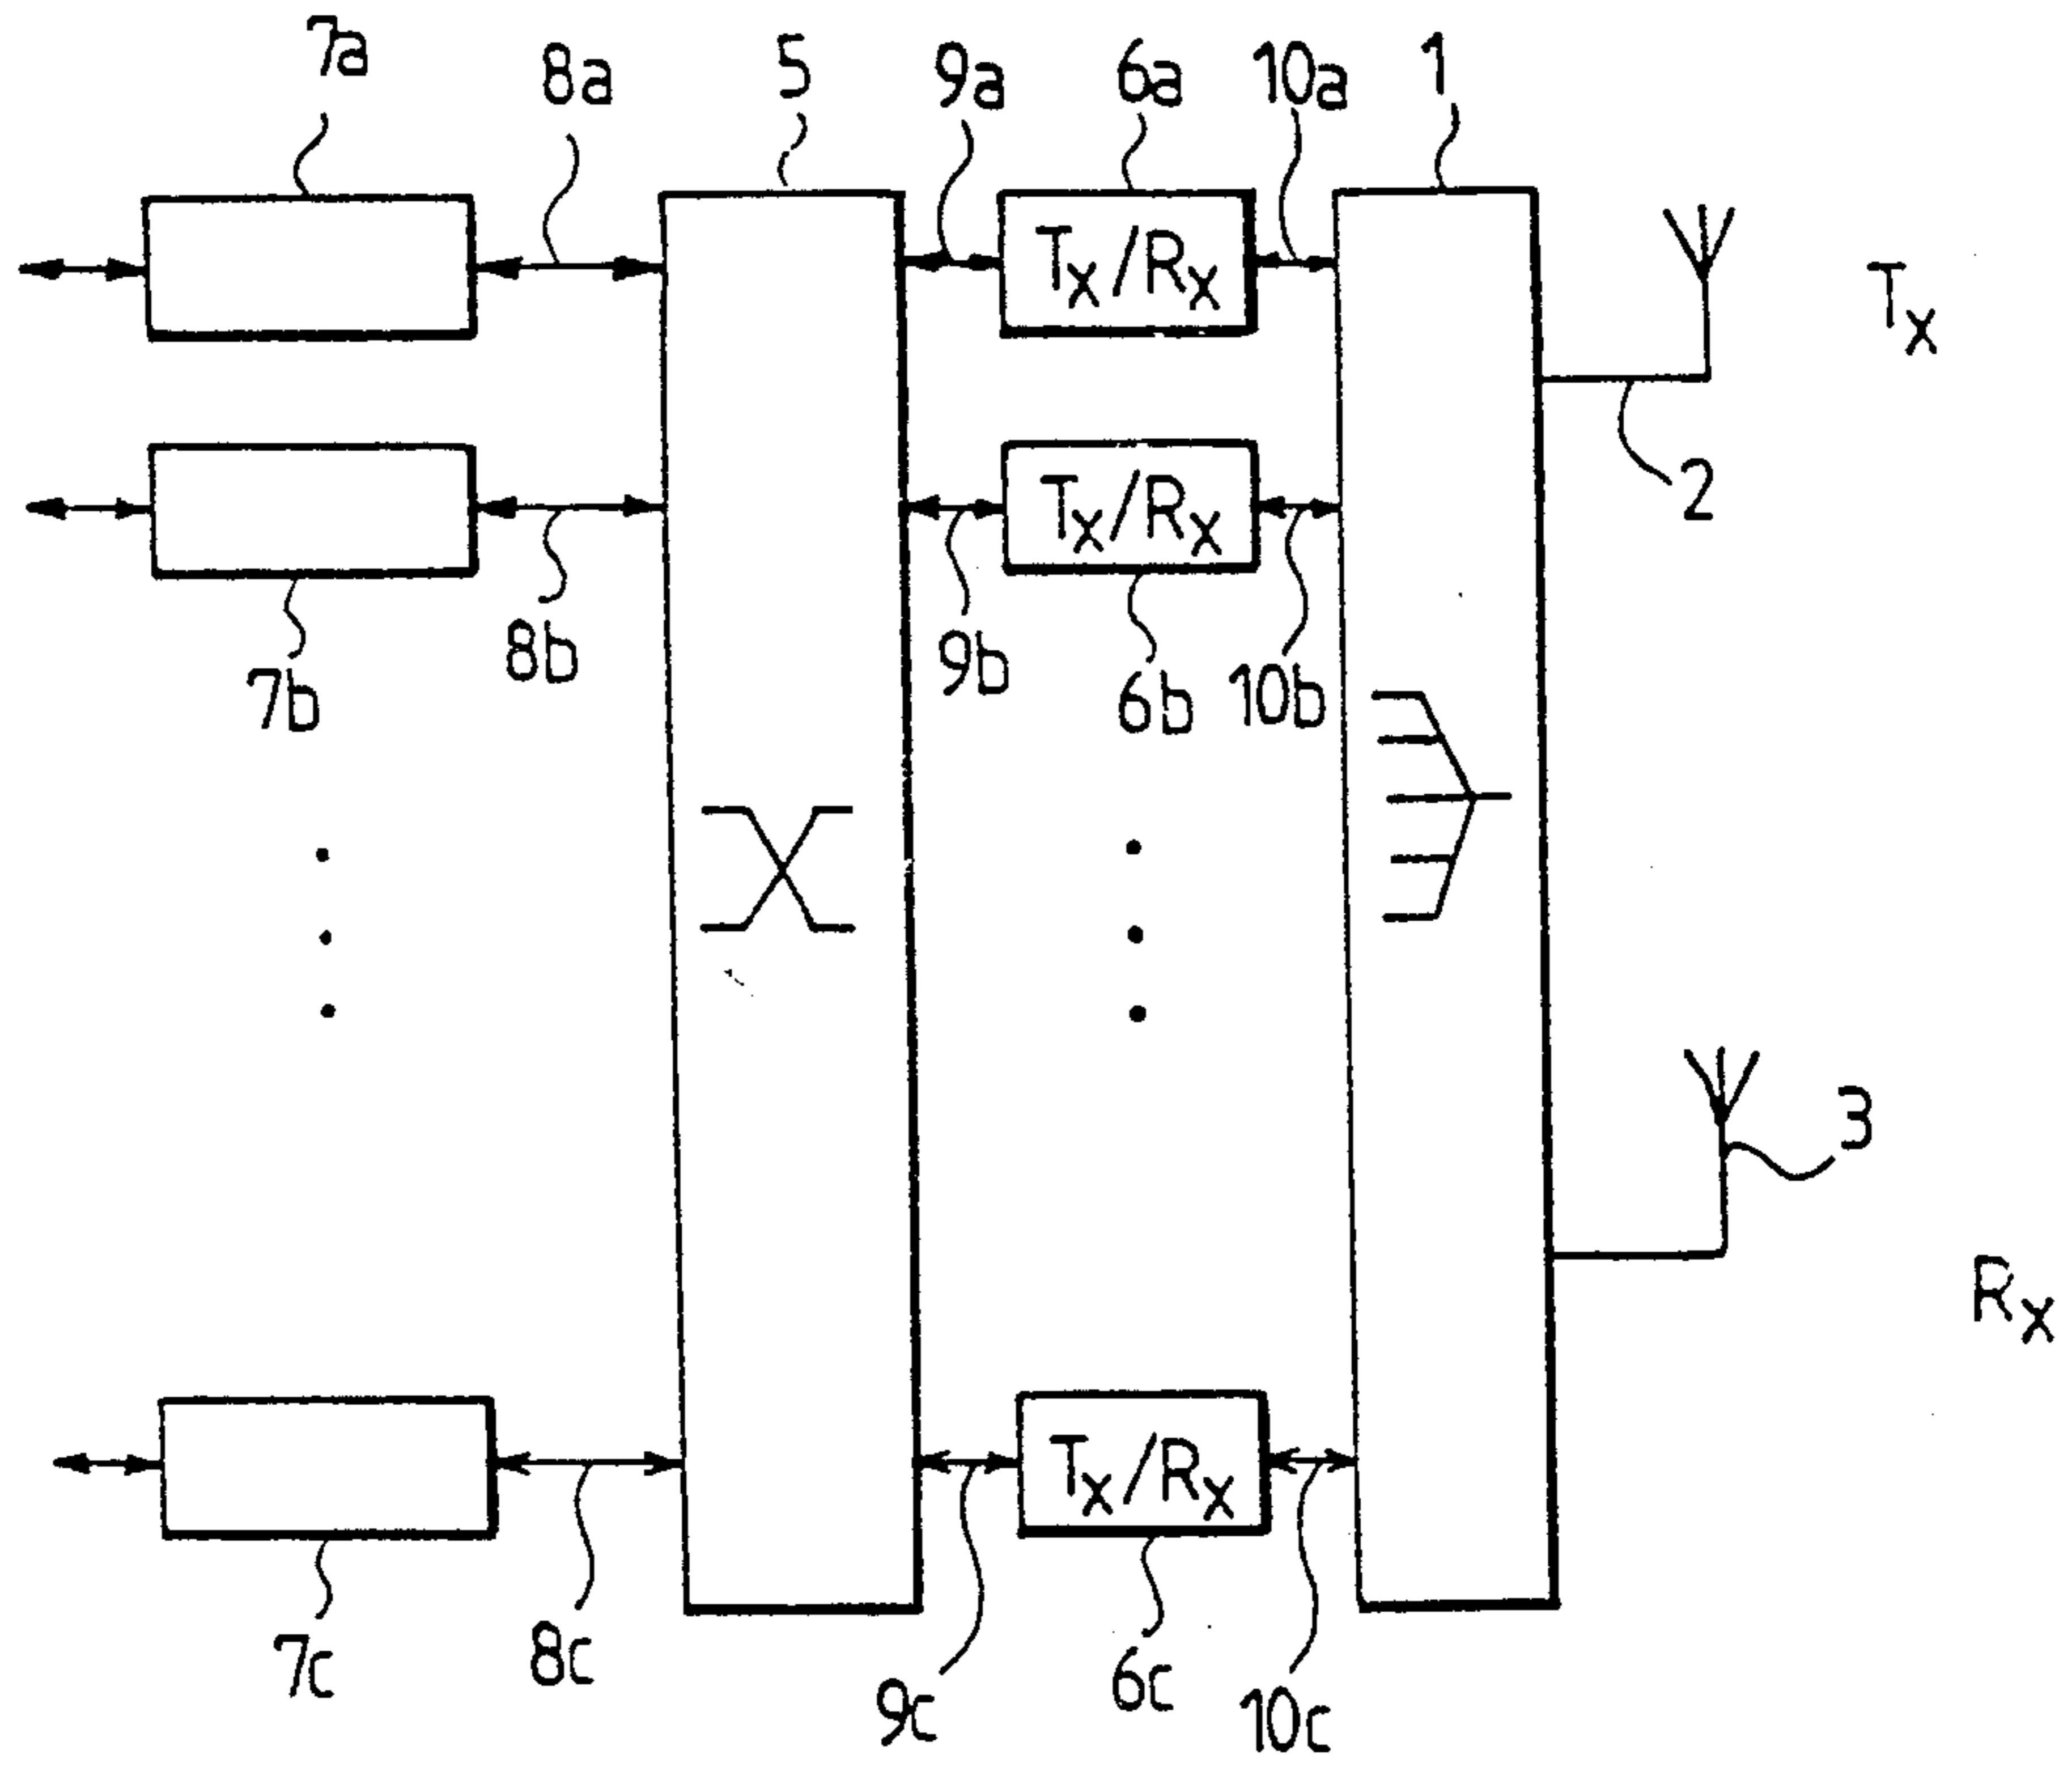 7a 8a 5 9a 6a 10a 1
Tx/Rx
Tx
Tx/Rx
2
7b 8b 9b 6b 10b
3
Rx
Tx/Rx
7c 8c 9c 6c 10c